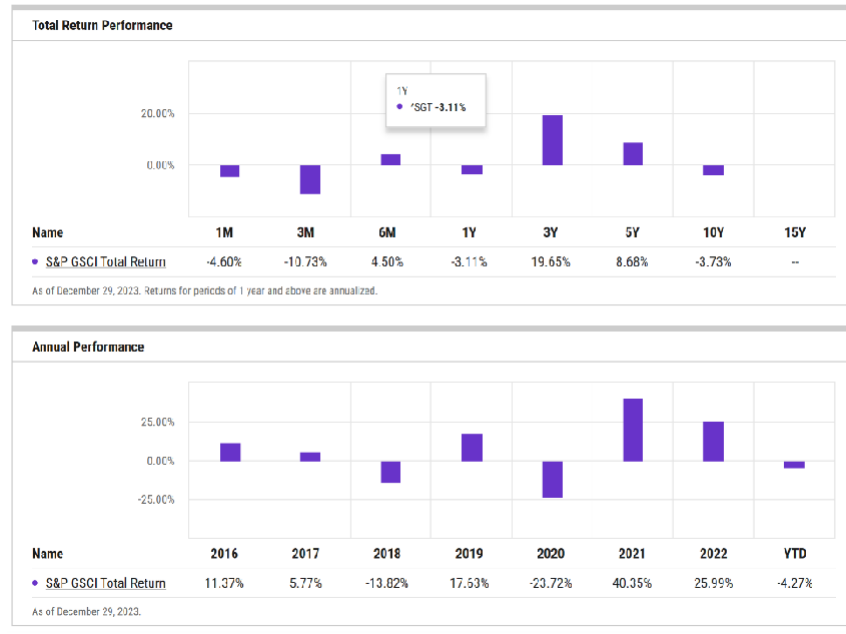 Total Return Performance
1Y
^SGT -3.11%
20.00%
0.00%
Name 1M 3M 6M 1Y 3Y 5Y 10Y 15Y
S&P GSCI Total Return -4.60% -10.73% 4.50% -3.11% 19.65% 8.68% -3.73% --
As of December 29, 2023. Returns for periods of 1 year and above are annualized.
Annual Performance
25.00%
0.00%
-25.00%
Name 2016 2017 2018 2019 2020 2021 2022 YTD
S&P GSCI Total Return 11.37% 5.77% -13.82% 17.63% -23.72% 40.35% 25.99% -4.27%
As of December 29, 2023.